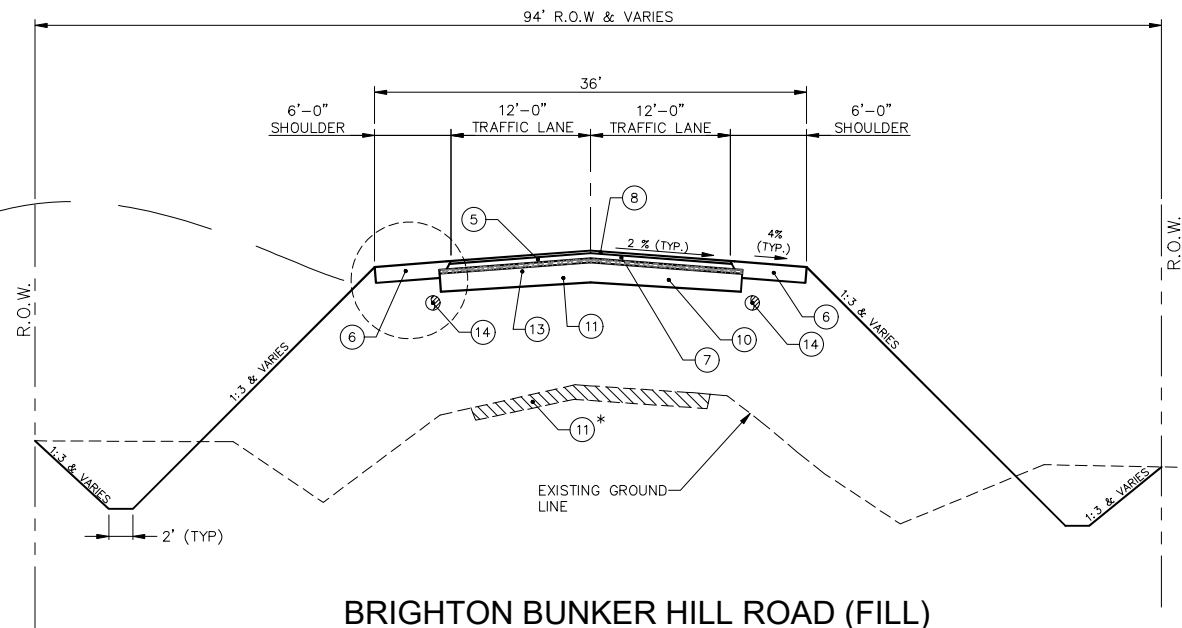 94' R.O.W & VARIES
36'
6'-0"
SHOULDER
12'-0"
TRAFFIC LANE
12'-0"
TRAFFIC LANE
6'-0"
SHOULDER
R.O.W.
R.O.W.
5
8
2 % (TYP.)
4%
(TYP.)
6
14
13
11
10
7
14
6
1:3 & VARIES
1:3 & VARIES
11*
1:3 & VARIES
1:3 & VARIES
EXISTING GROUND
LINE
2' (TYP)
BRIGHTON BUNKER HILL ROAD (FILL)